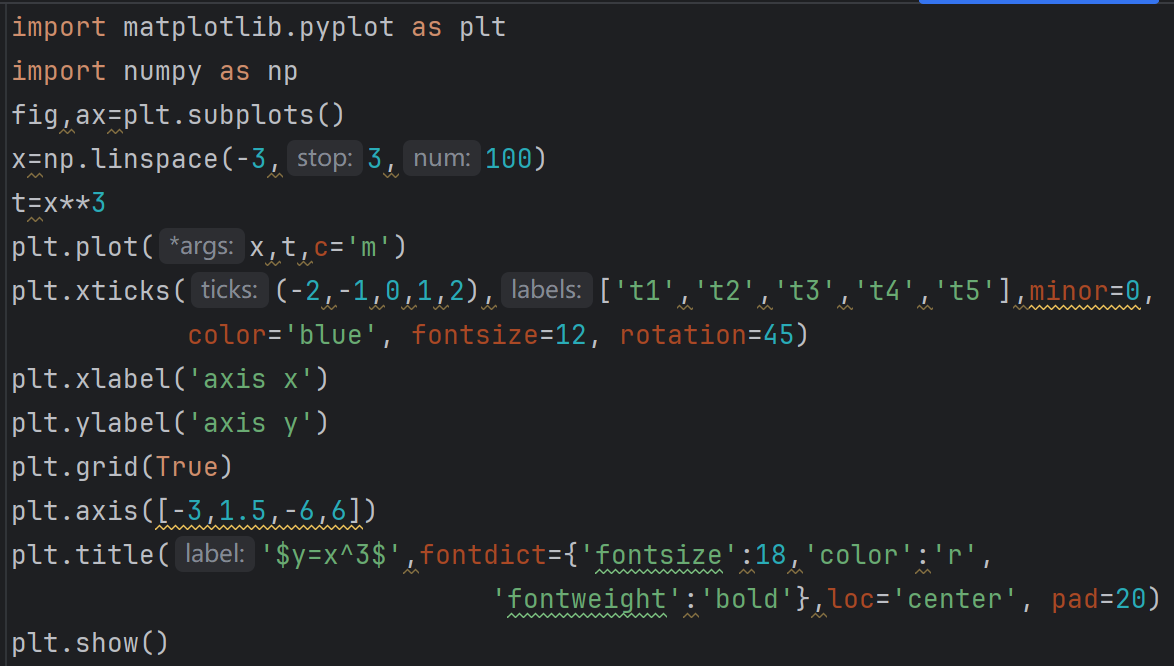 import matplotlib.pyplot as plt
import numpy as np
fig,ax=plt.subplots()
x=np.linspace(-3, stop: 3, num: 100)
t=x**3
plt.plot( *args: x,t,c='m')
plt.xticks( ticks: (-2,-1,0,1,2), labels: ['t1','t2','t3','t4','t5'],minor=0,
           color='blue', fontsize=12, rotation=45)
plt.xlabel('axis x')
plt.ylabel('axis y')
plt.grid(True)
plt.axis([-3,1.5,-6,6])
plt.title( label: '$y=x^3$',fontdict={'fontsize':18,'color':'r',
                              'fontweight':'bold'},loc='center', pad=20)
plt.show()